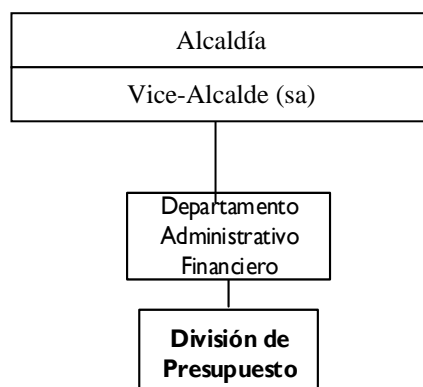 Alcaldía
Vice-Alcalde (sa)
Departamento
Administrativo
Financiero
División de
Presupuesto